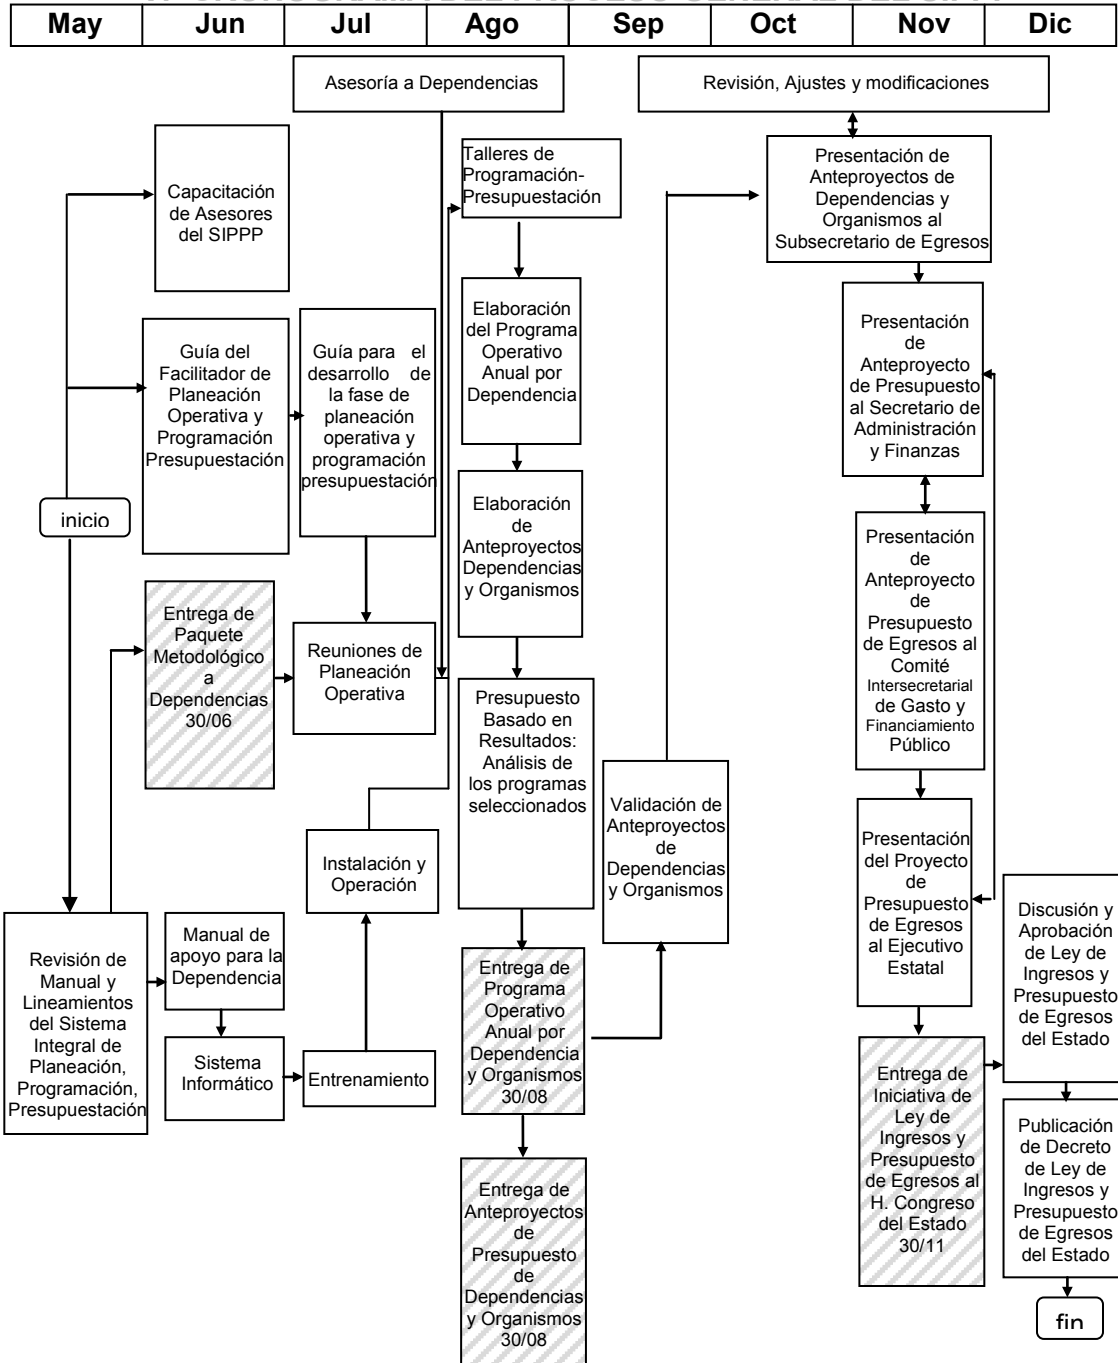 May Jun Jul Ago Sep Oct Nov Dic
Asesoría a Dependencias
Revisión, Ajustes y modificaciones
Capacitación
de Asesores
del SIPPP
Talleres de
Programación-
Presupuestación
Presentación de
Anteproyectos de
Dependencias y
Organismos al
Subsecretario de Egresos
Guía del
Facilitador de
Planeación
Operativa y
Programación
Presupuestación
Guía para el
desarrollo de
la fase de
planeación
operativa y
programación
presupuestación
Elaboración
del Programa
Operativo
Anual por
Dependencia
Presentación
de
Anteproyecto
de Presupuesto
al Secretario de
Administración
y Finanzas
inicio
Elaboración
de
Anteproyectos
Dependencias
y Organismos
Presentación
de
Anteproyecto
de
Presupuesto
de Egresos al
Comité
Intersecretarial
de Gasto y
Financiamiento
Público
Entrega de
Paquete
Metodológico
a
Dependencias
30/06
Reuniones de
Planeación
Operativa
Presupuesto
Basado en
Resultados:
Análisis de
los programas
seleccionados
Validación de
Anteproyectos
de
Dependencias
y Organismos
Instalación y
Operación
Presentación
del Proyecto
de
Presupuesto
de Egresos
al Ejecutivo
Estatal
Revisión de
Manual y
Lineamientos
del Sistema
Integral de
Planeación,
Programación,
Presupuestación
Manual de
apoyo para la
Dependencia
Sistema
Informático
Entrenamiento
Entrega de
Programa
Operativo
Anual por
Dependencia
y Organismos
30/08
Discusión y
Aprobación
de Ley de
Ingresos y
Presupuesto
de Egresos
del Estado
Entrega de
Iniciativa de
Ley de
Ingresos y
Presupuesto
de Egresos al
H. Congreso
del Estado
30/11
Publicación
de Decreto
de Ley de
Ingresos y
Presupuesto
de Egresos
del Estado
Entrega de
Anteproyectos
de
Presupuesto
de
Dependencias
y Organismos
30/08
fin